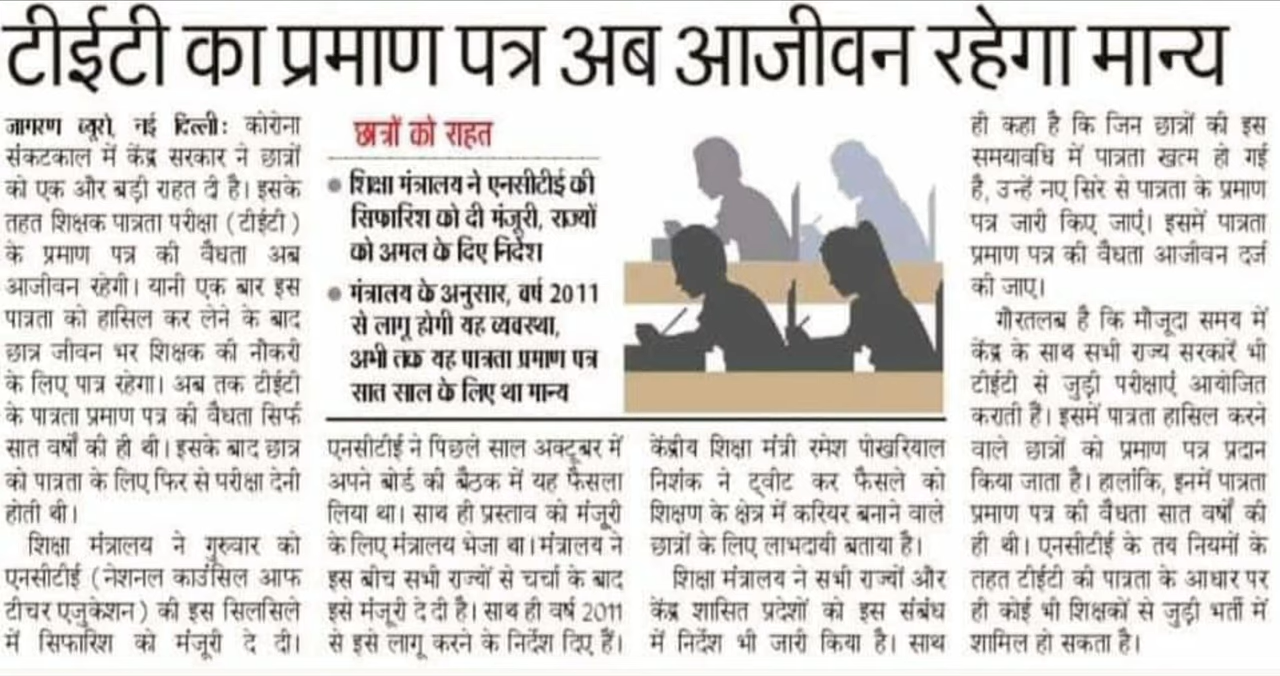 टीईटी का प्रमाण पत्र अब आजीवन रहेगा मान्य
जागरण ब्यूरो, नई दिल्ली: कोरोना
संकटकाल में केंद्र सरकार ने छात्रों
को एक और बड़ी राहत दी है। इसके
तहत शिक्षक पात्रता परीक्षा (टीईटी)
के प्रमाण पत्र की वैधता अब
आजीवन रहेगी। यानी एक बार इस
पात्रता को हासिल कर लेने के बाद
छात्र जीवन भर शिक्षक की नौकरी
के लिए पात्र रहेगा। अब तक टीईटी
के पात्रता प्रमाण पत्र की वैधता सिर्फ
सात वर्षों की ही थी। इसके बाद छात्र
को पात्रता के लिए फिर से परीक्षा देनी
होती थी।
शिक्षा मंत्रालय ने गुरुवार को
एनसीटीई (नेशनल काउंसिल आफ
टीचर एजुकेशन) की इस सिलसिले
में सिफारिश को मंजूरी दे दी।
छात्रों को राहत
● शिक्षा मंत्रालय ने एनसीटीई की
सिफारिश को दी मंजूरी, राज्यों
को अमल के दिए निर्देश
● मंत्रालय के अनुसार, वर्ष 2011
से लागू होगी यह व्यवस्था,
अभी तक यह पात्रता प्रमाण पत्र
सात साल के लिए था मान्य
एनसीटीई ने पिछले साल अक्टूबर में
अपने बोर्ड की बैठक में यह फैसला
लिया था। साथ ही प्रस्ताव को मंजूरी
के लिए मंत्रालय भेजा था। मंत्रालय ने
इस बीच सभी राज्यों से चर्चा के बाद
इसे मंजूरी दे दी है। साथ ही वर्ष 2011
से इसे लागू करने के निर्देश दिए हैं।
केंद्रीय शिक्षा मंत्री रमेश पोखरियाल
निशंक ने ट्वीट कर फैसले को
शिक्षण के क्षेत्र में करियर बनाने वाले
छात्रों के लिए लाभदायी बताया है।
शिक्षा मंत्रालय ने सभी राज्यों और
केंद्र शासित प्रदेशों को इस संबंध
में निर्देश भी जारी किया है। साथ
ही कहा है कि जिन छात्रों की इस
समयावधि में पात्रता खत्म हो गई
है, उन्हें नए सिरे से पात्रता के प्रमाण
पत्र जारी किए जाएं। इसमें पात्रता
प्रमाण पत्र की वैधता आजीवन दर्ज
की जाए।
गौरतलब है कि मौजूदा समय में
केंद्र के साथ सभी राज्य सरकारें भी
टीईटी से जुड़ी परीक्षाएं आयोजित
कराती हैं। इसमें पात्रता हासिल करने
वाले छात्रों को प्रमाण पत्र प्रदान
किया जाता है। हालांकि, इनमें पात्रता
प्रमाण पत्र की वैधता सात वर्षों की
ही थी। एनसीटीई के तय नियमों के
तहत टीईटी की पात्रता के आधार पर
ही कोई भी शिक्षकों से जुड़ी भर्ती में
शामिल हो सकता है।